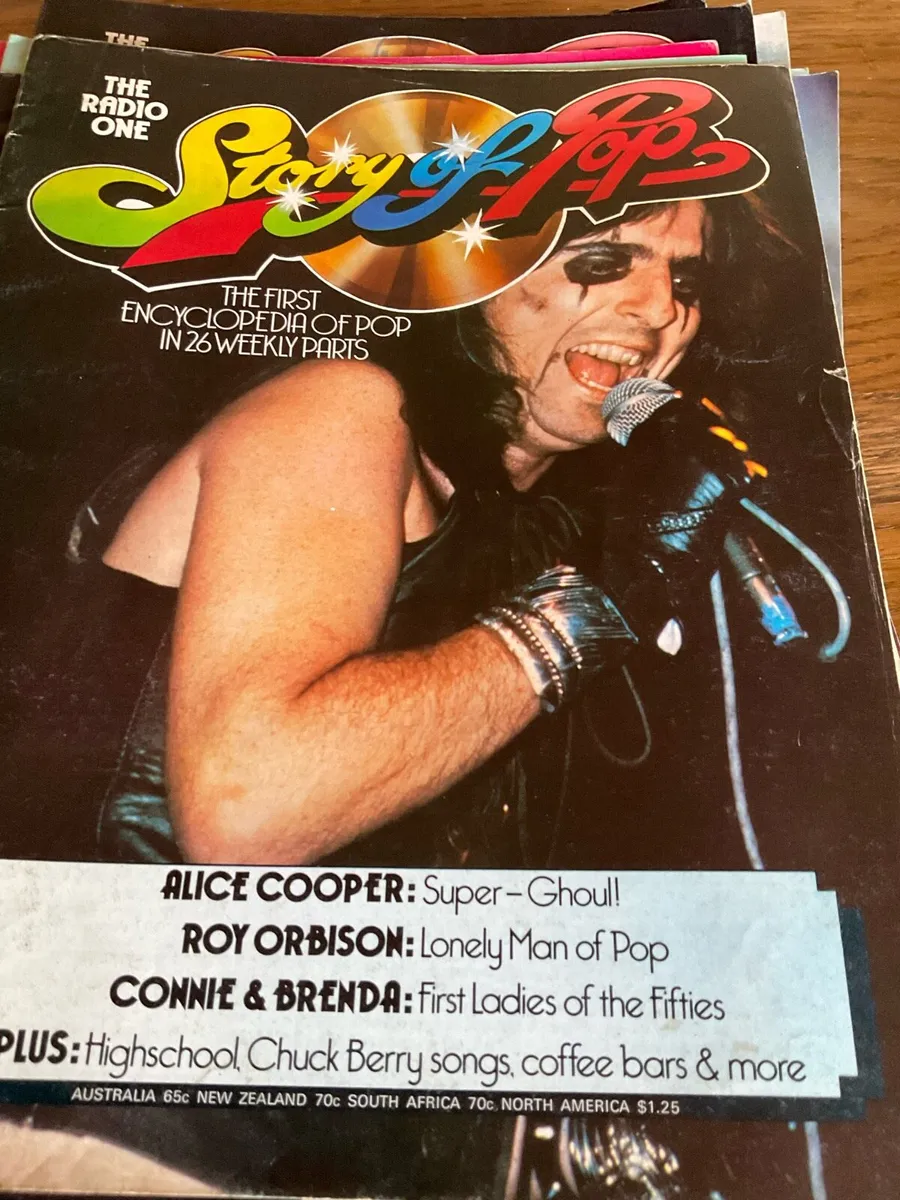 THE
THE
RADIO
ONE
Story of Pop
THE FIRST
ENCYCLOPEDIA OF POP
IN 26 WEEKLY PARTS
ALICE COOPER: Super-Ghoul!
ROY ORBISON: Lonely Man of Pop
CONNIE & BRENDA: First Ladies of the Fifties
PLUS: Highschool, Chuck Berry songs, coffee bars & more
AUSTRALIA 65c NEW ZEALAND 70c SOUTH AFRICA 70c NORTH AMERICA $1.25